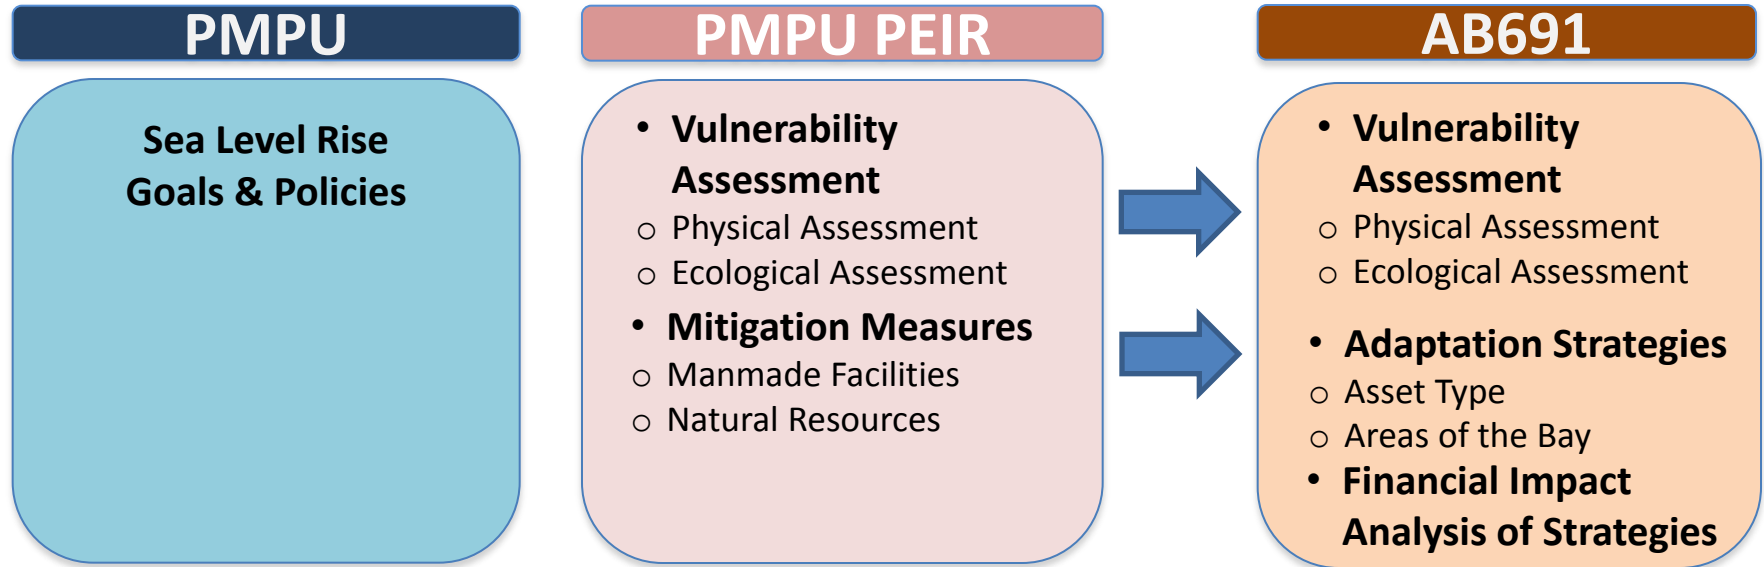 PMPU
Sea Level Rise
Goals & Policies
PMPU PEIR
• Vulnerability
Assessment
o Physical Assessment
o Ecological Assessment
• Mitigation Measures
o Manmade Facilities
o Natural Resources
AB691
• Vulnerability
Assessment
o Physical Assessment
o Ecological Assessment
• Adaptation Strategies
o Asset Type
o Areas of the Bay
• Financial Impact
Analysis of Strategies